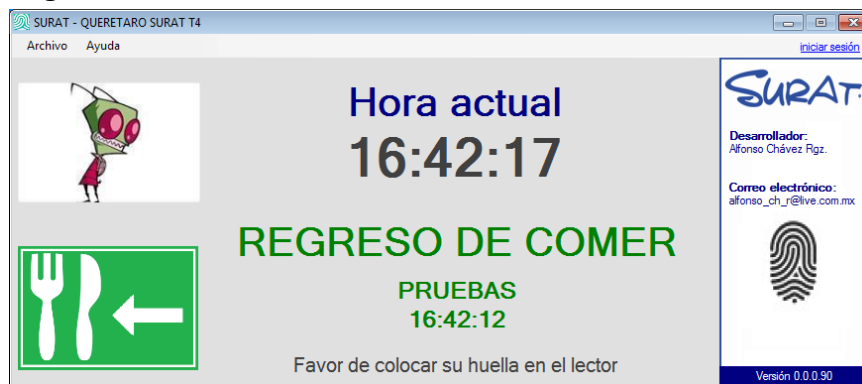 SURAT - QUERETARO SURAT T4
Archivo Ayuda
iniciar sesión
Hora actual
16:42:17
REGRESO DE COMER
PRUEBAS
16:42:12
Favor de colocar su huella en el lector
SURAT
Desarrollador:
Alfonso Chávez Rgz.
Correo electrónico:
alfonso_ch_r@live.com.mx
Versión 0.0.0.90